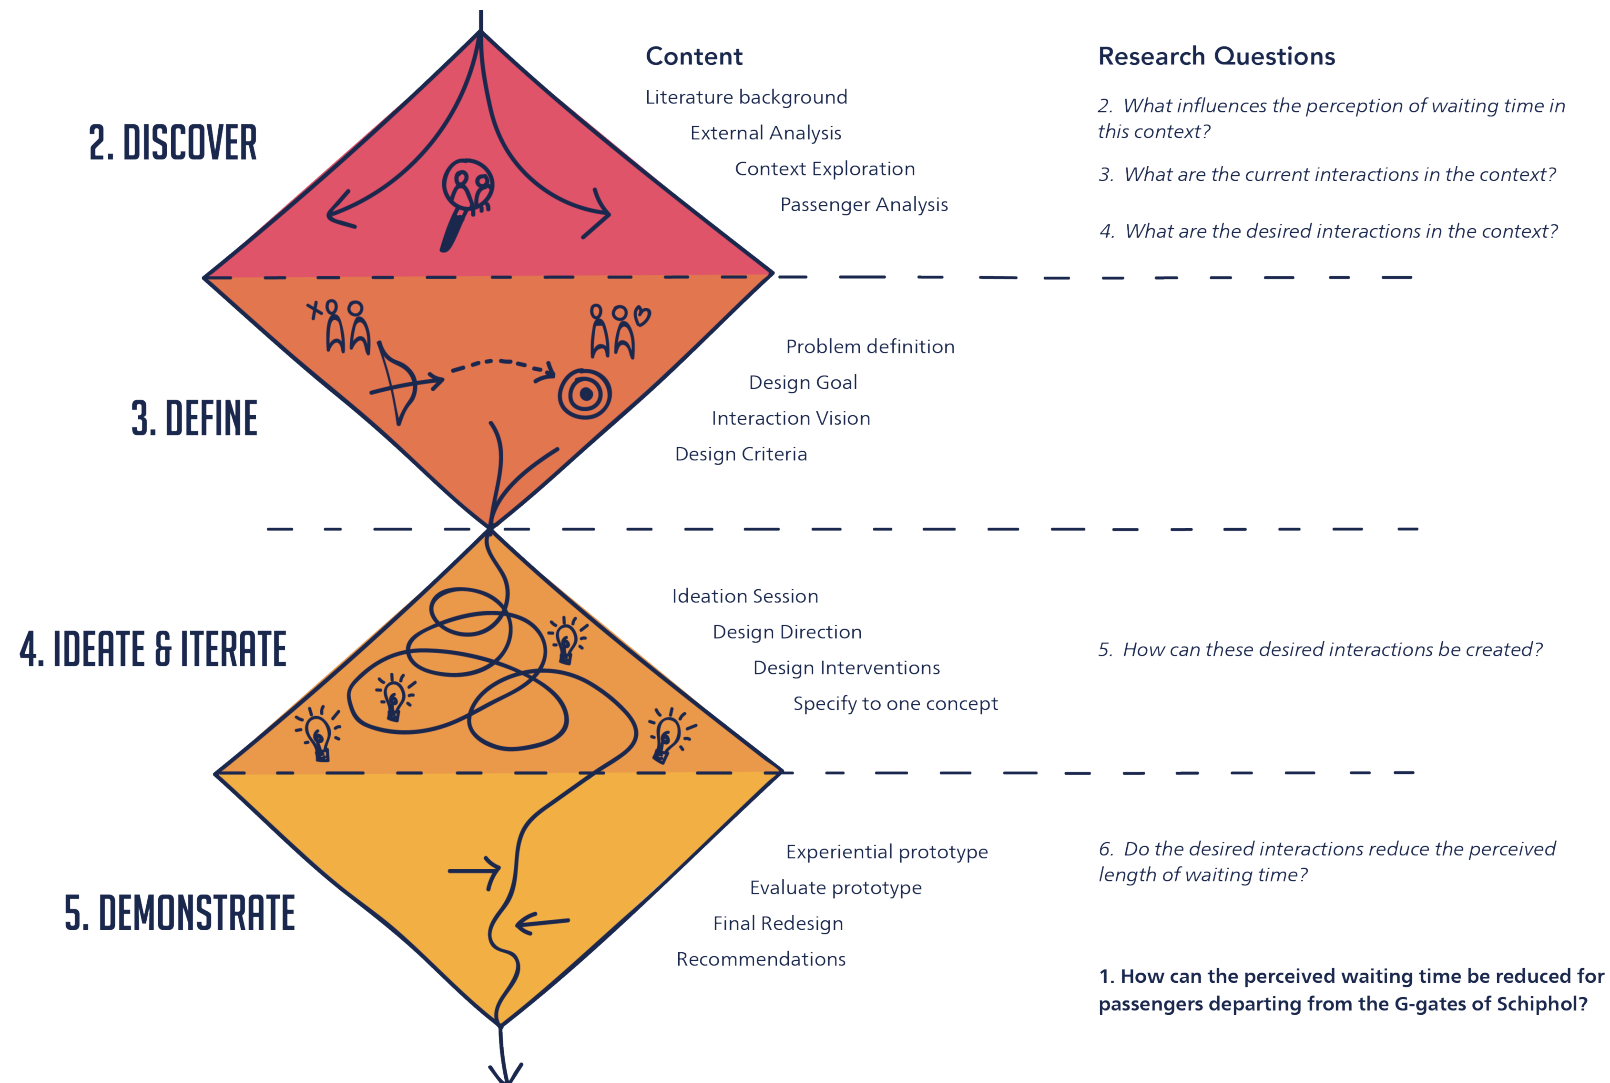 Content
Research Questions
2. DISCOVER
Literature background
External Analysis
Context Exploration
Passenger Analysis
2. What influences the perception of waiting time in
this context?
3. What are the current interactions in the context?
4. What are the desired interactions in the context?
3. DEFINE
Problem definition
Design Goal
Interaction Vision
Design Criteria
4. IDEATE & ITERATE
Ideation Session
Design Direction
Design Interventions
Specify to one concept
5. How can these desired interactions be created?
5. DEMONSTRATE
Experiential prototype
Evaluate prototype
Final Redesign
Recommendations
6. Do the desired interactions reduce the perceived
length of waiting time?
1. How can the perceived waiting time be reduced for
passengers departing from the G-gates of Schiphol?